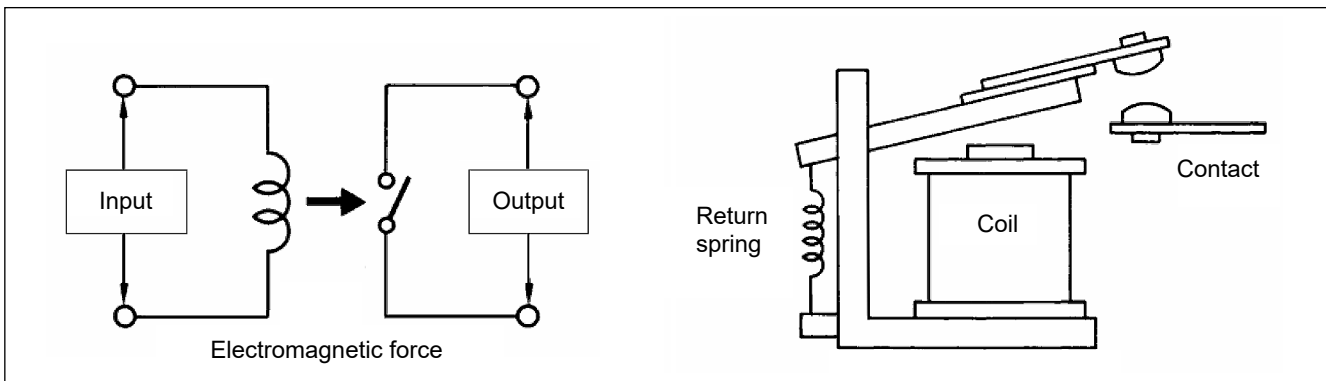 Input
Output
Electromagnetic force
Return
spring
Coil
Contact